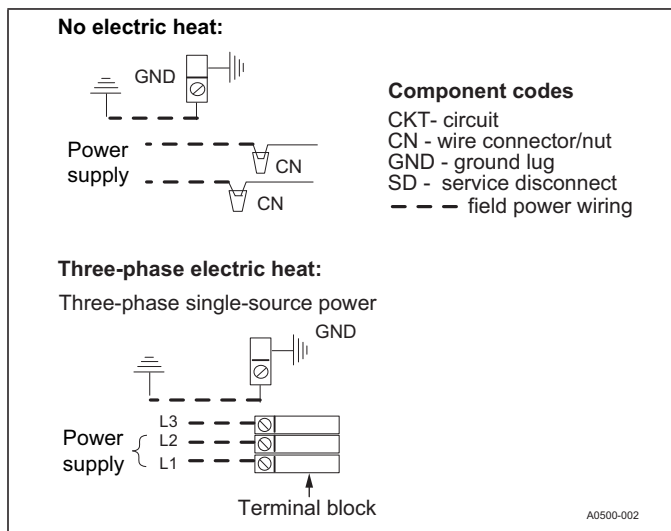 No electric heat:
GND
Power
supply
CN
CN
Component codes
CKT- circuit
CN - wire connector/nut
GND - ground lug
SD - service disconnect
field power wiring
Three-phase electric heat:
Three-phase single-source power
GND
L3
Power
supply
L2
L1
Terminal block
A0500-002